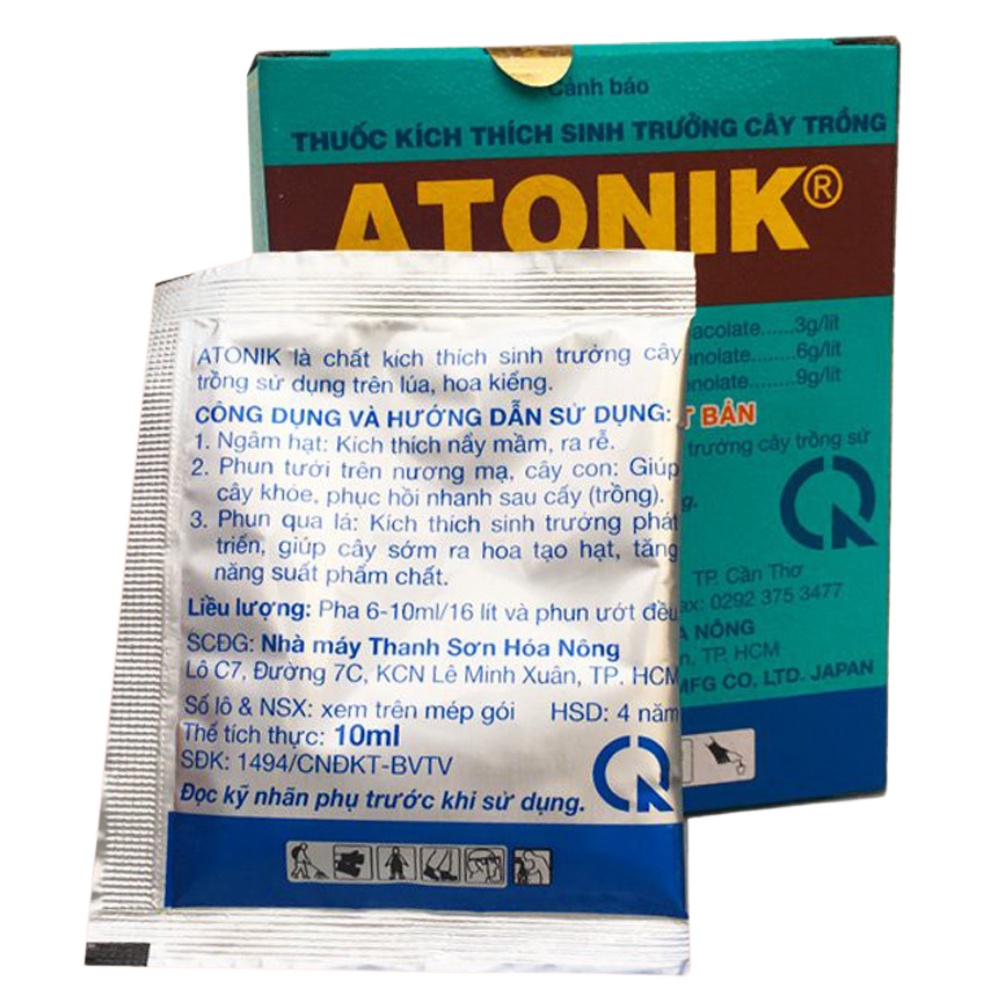 Cảnh báo
THUỐC KÍCH THÍCH SINH TRƯỞNG CÂY TRỒNG
ATONIK®
acolate......3g/lít
enolate........6g/lít
enolate........9g/lít
T BẢN
trưởng cây trồng sử
g.
TP. Cần Thơ
ax: 0292 375 3477
A NÔNG
n, TP. HCM
MFG CO. LTD. JAPAN
ATONIK là chất kích thích sinh trưởng cây
trồng sử dụng trên lúa, hoa kiểng.
CÔNG DỤNG VÀ HƯỚNG DẪN SỬ DỤNG:
1. Ngâm hạt: Kích thích nẩy mầm, ra rễ.
2. Phun tưới trên nương mạ, cây con: Giúp
cây khỏe, phục hồi nhanh sau cấy (trồng).
3. Phun qua lá: Kích thích sinh trưởng phát
triển, giúp cây sớm ra hoa tạo hạt, tăng
năng suất phẩm chất.
Liều lượng: Pha 6-10ml/16 lít và phun ướt đều
SCĐG: Nhà máy Thanh Sơn Hóa Nông
Lô C7, Đường 7C, KCN Lê Minh Xuân, TP. HCM
Số lô & NSX: xem trên mép gói HSD: 4 năm
Thể tích thực: 10ml
SĐK: 1494/CNĐKT-BVTV
Đọc kỹ nhãn phụ trước khi sử dụng.